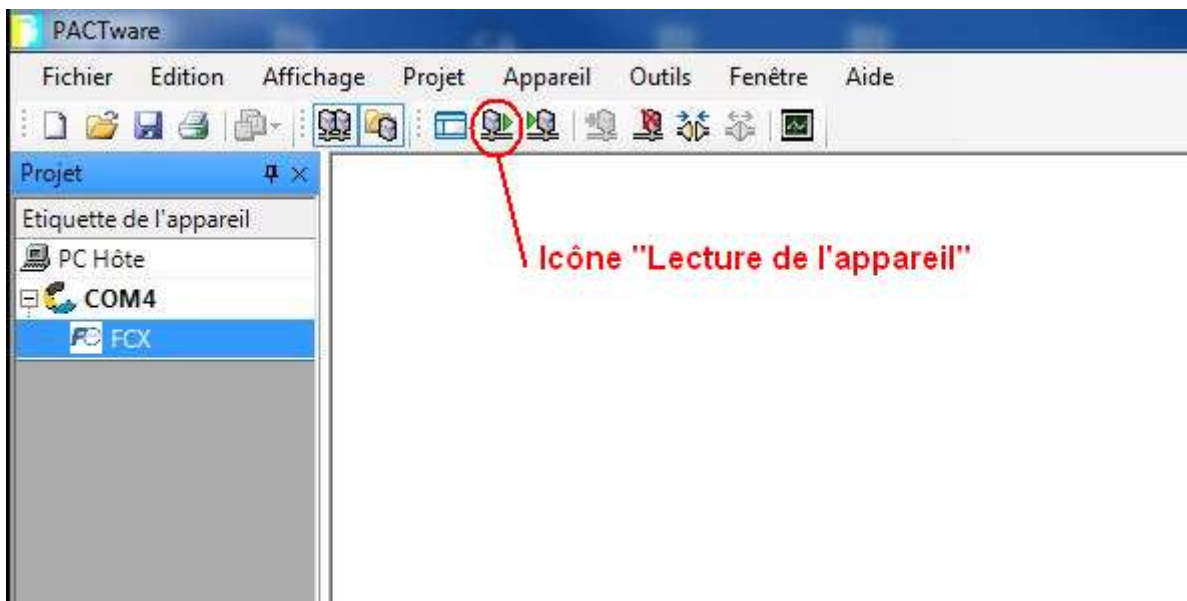 PACTware
Fichier Edition Affichage Projet Appareil Outils Fenêtre Aide
Projet
Etiquette de l'appareil
PC Hôte
COM4
FCX
Icône "Lecture de l'appareil"